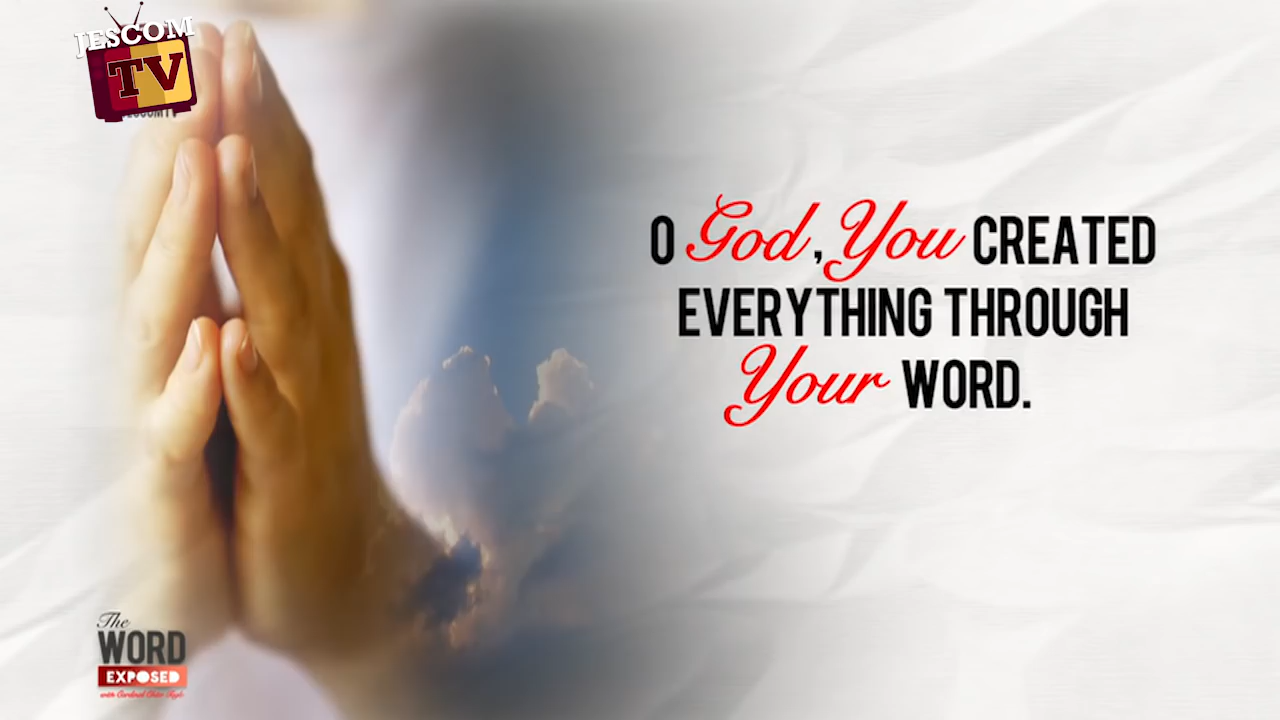 JESCOM
TV
O God, You CREATED
EVERYTHING THROUGH
Your WORD.
The
WORD
EXPOSED